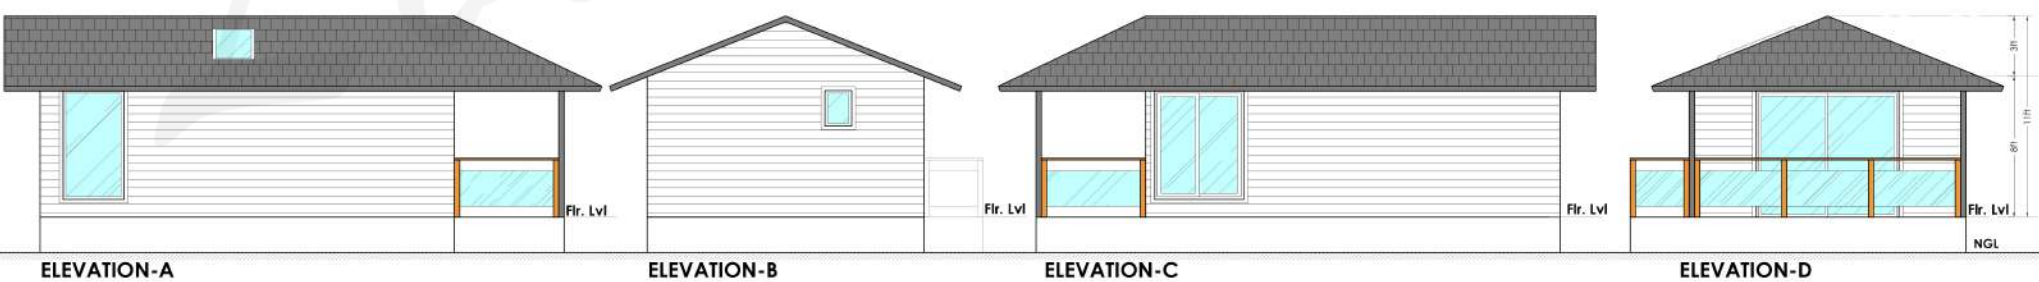 3ft
8ft
11ft
Flr. Lvl
Flr. Lvl
Flr. Lvl
Flr. Lvl
NGL
ELEVATION-A
ELEVATION-B
ELEVATION-C
ELEVATION-D